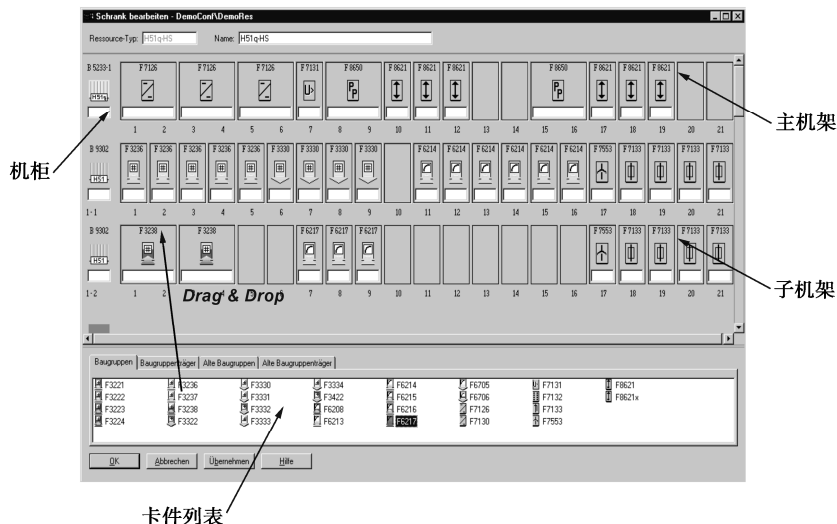 Schrank bearbeiten - DemoConf\DemoRes
Ressource-Typ: H51q-HS Name: H51q-HS
B 5233-1 F 7126 F 7126 F 7126 F 7131 F 8650 F 8621 F 8621 F 8621 F 8650 F 8621 F 8621 F 8621
H51q
1 2 3 4 5 6 7 8 9 10 11 12 13 14 15 16 17 18 19 20 21
主机架
机柜
B 9302 F 3236 F 3236 F 3236 F 3236 F 3236 F 3330 F 3330 F 3330 F 3330 F 6214 F 6214 F 6214 F 6214 F 6214 F 6214 F 7553 F 7133 F 7133 F 7133 F 7133
H51
1-1 1 2 3 4 5 6 7 8 9 10 11 12 13 14 15 16 17 18 19 20 21
B 9302 F 3238 F 3238 F 6217 F 6217 F 6217 F 7553 F 7133 F 7133 F 7133 F 7133
H51
1-2 1 2 3 4 5 6 7 8 9 10 11 12 13 14 15 16 17 18 19 20 21
Drag & Drop
子机架
Baugruppen Baugruppenträger Alte Baugruppen Alte Baugruppenträger
F3221 F3236 F3330 F3334 F6214 F6705 F7131 F8621
F3222 F3237 F3331 F3422 F6215 F6706 F7132 F8621x
F3223 F3238 F3332 F6208 F6216 F7126 F7133
F3224 F3322 F3333 F6213 F6217 F7130 F7553
OK Abbrechen Übernehmen Hilfe
卡件列表